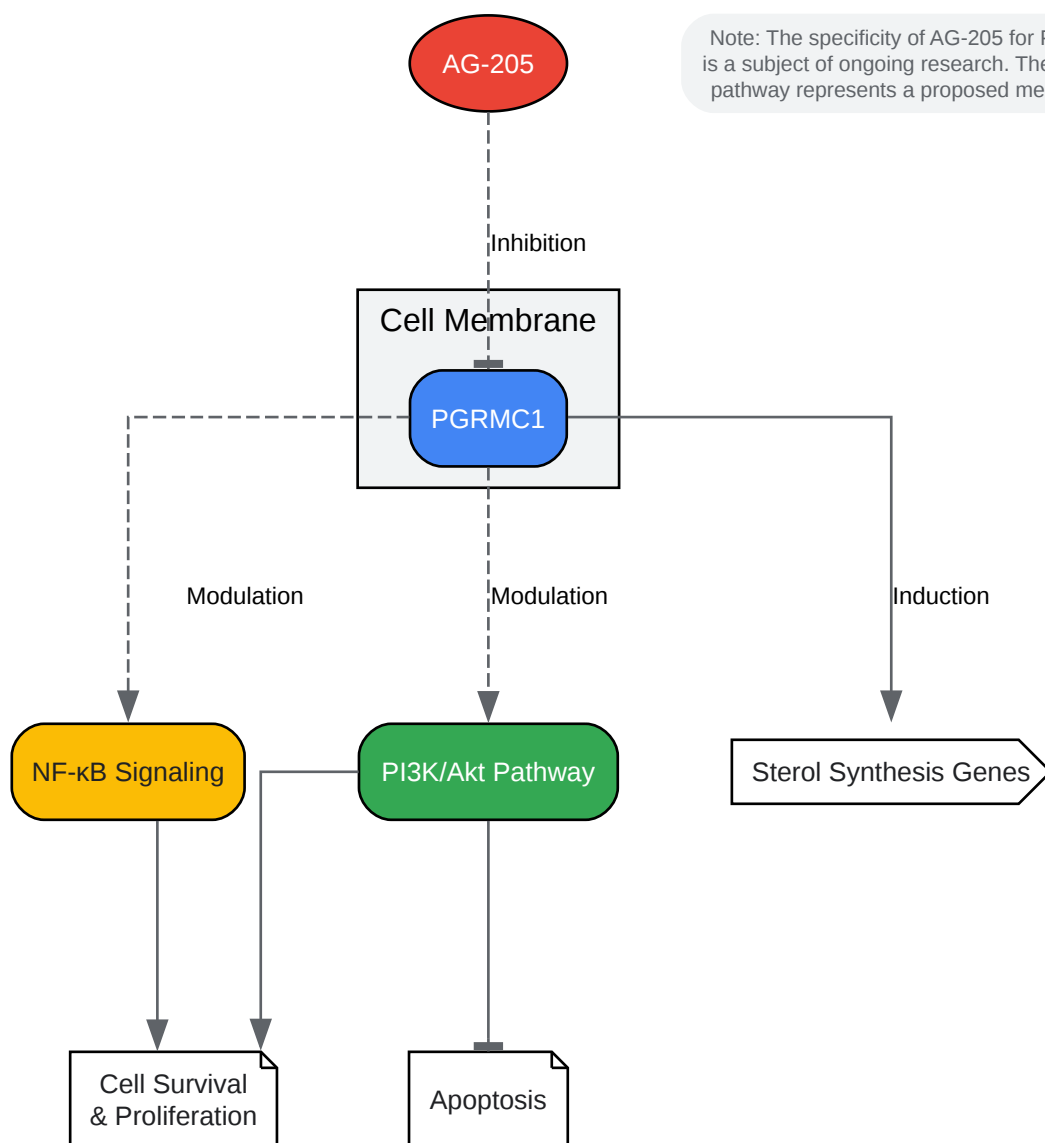 AG-205
Note: The specificity of AG-205 for
is a subject of ongoing research. The
pathway represents a proposed
Inhibition
Cell Membrane
PGRMC1
Modulation
Modulation
Induction
NF-κB Signaling
PI3K/Akt Pathway
Sterol Synthesis Genes
Cell Survival
& Proliferation
Apoptosis